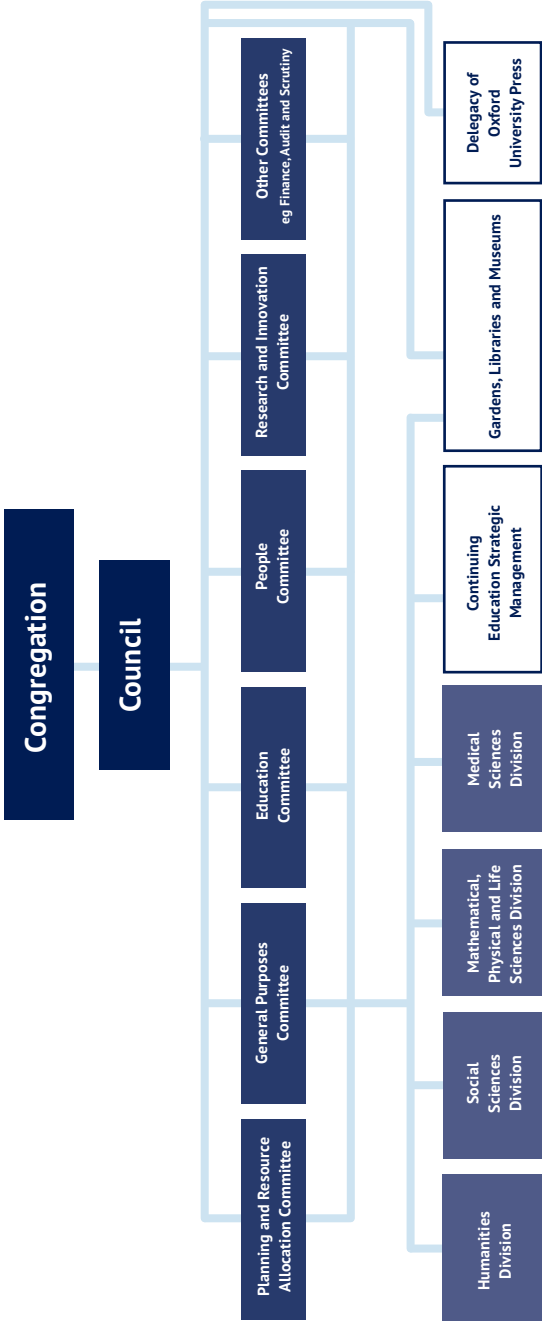 Congregation
Council
Planning and Resource
Allocation Committee
General Purposes
Committee
Education
Committee
People
Committee
Research and Innovation
Committee
Other Committees
eg Finance, Audit and Scrutiny
Humanities
Division
Social
Sciences
Division
Mathematical,
Physical and Life
Sciences Division
Medical
Sciences
Division
Continuing
Education Strategic
Management
Gardens, Libraries and Museums
Delegacy of
Oxford
University Press